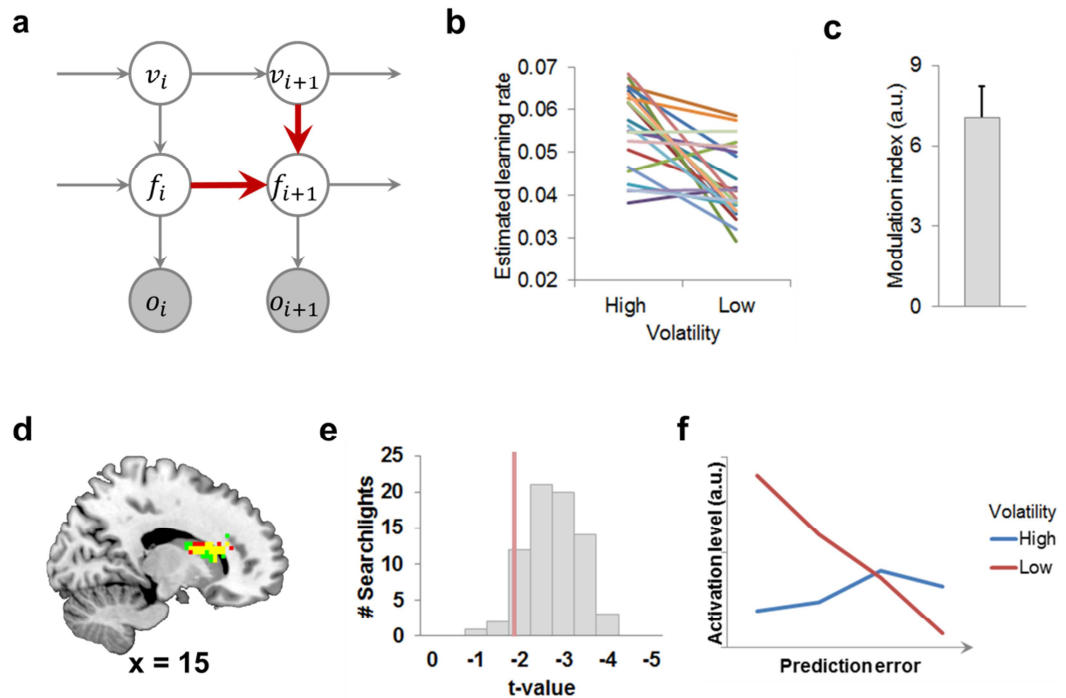 a
v_i
v_{i+1}
f_i
f_{i+1}
o_i
o_{i+1}
b
Estimated learning rate
0.07
0.06
0.05
0.04
0.03
0.02
High
Low
Volatility
c
Modulation index (a.u.)
9
6
3
0
d
x = 15
e
# Searchlights
25
20
15
10
5
0
0 -1 -2 -3 -4 -5
t-value
f
Activation level (a.u.)
Prediction error
Volatility
High
Low